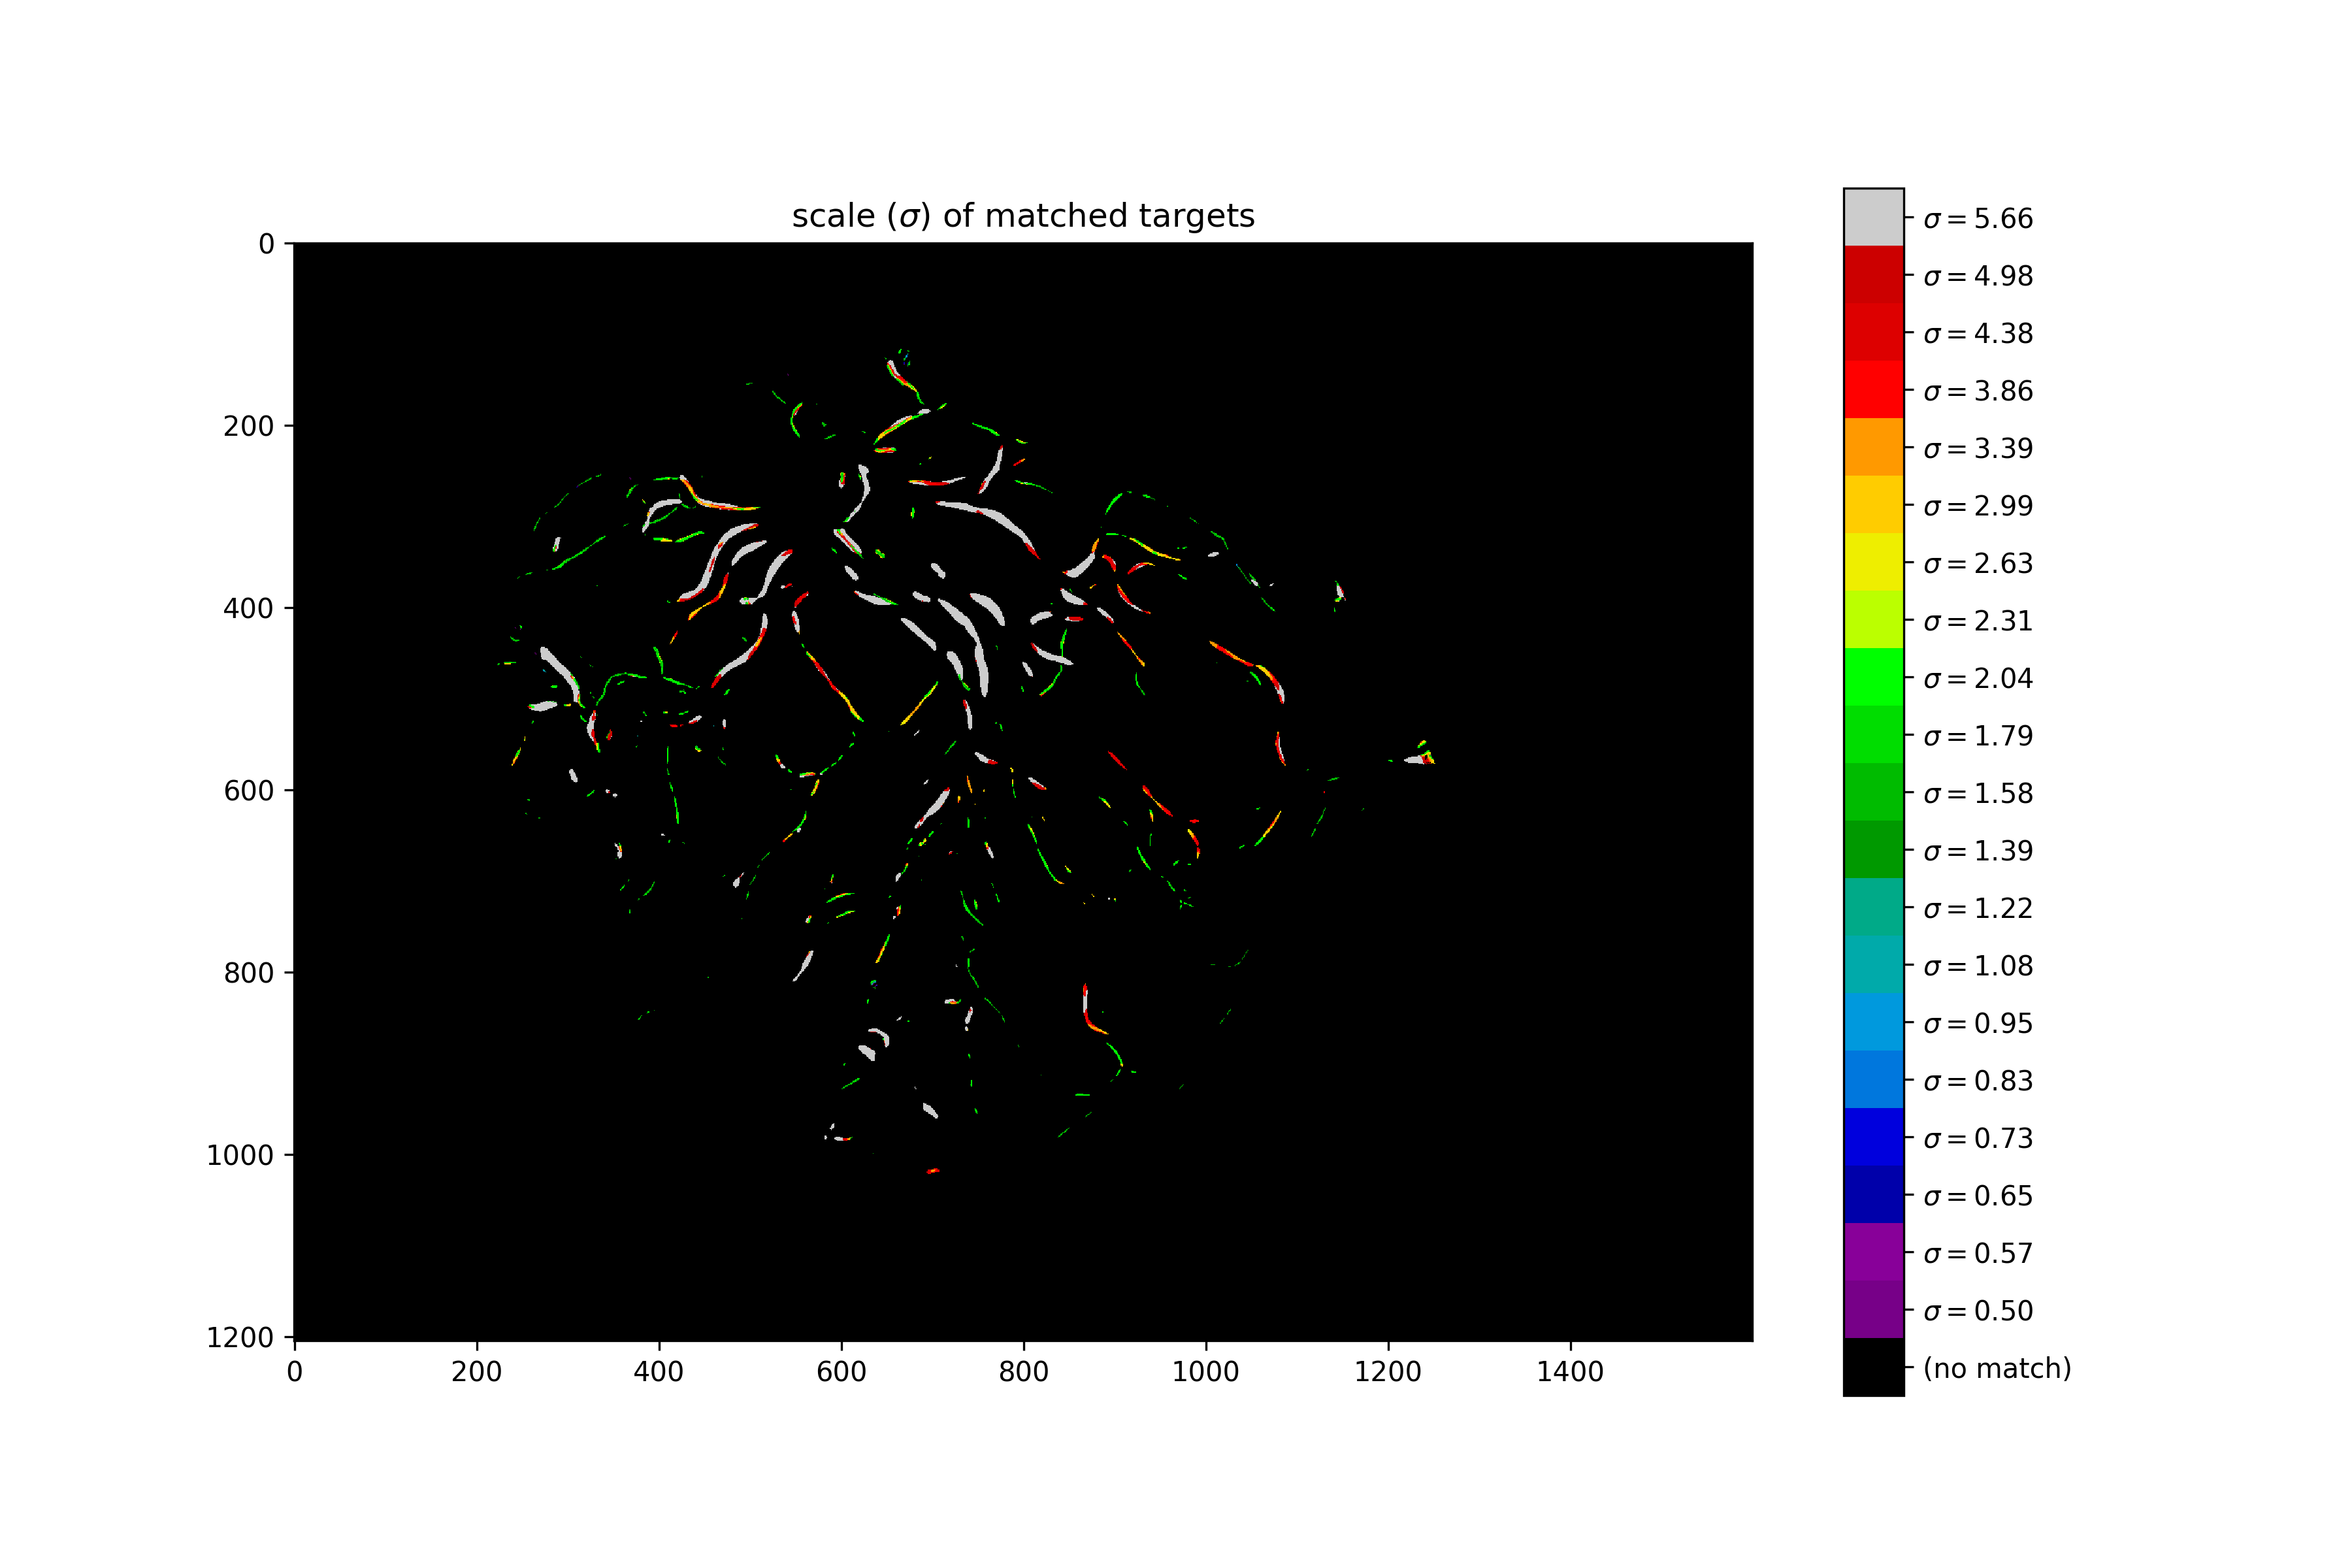 scale (σ) of matched targets
0
200
400
600
800
1000
1200
0 200 400 600 800 1000 1200 1400
σ = 5.66
σ = 4.98
σ = 4.38
σ = 3.86
σ = 3.39
σ = 2.99
σ = 2.63
σ = 2.31
σ = 2.04
σ = 1.79
σ = 1.58
σ = 1.39
σ = 1.22
σ = 1.08
σ = 0.95
σ = 0.83
σ = 0.73
σ = 0.65
σ = 0.57
σ = 0.50
(no match)